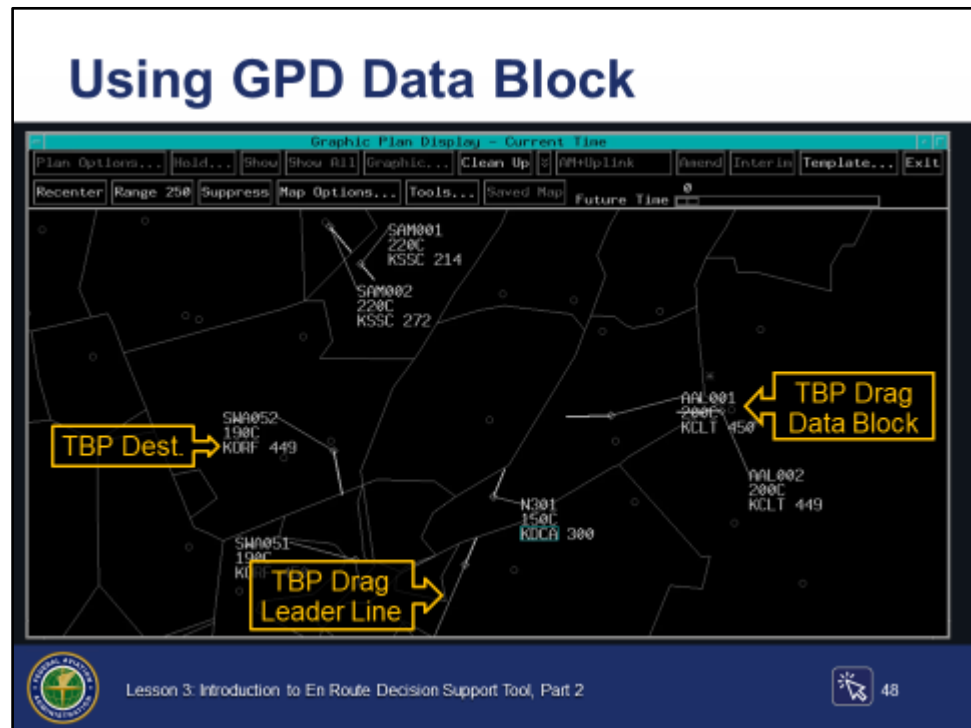 Using GPD Data Block
Graphic Plan Display - Current Time
Plan Options... Hold... Show Show All Graphic... Clean Up AM+Uplink Amend Interim Template... Exit
Recenter Range 250 Suppress Map Options... Tools... Saved Map Future Time 0
SAM001
220C
KSSC 214
SAM002
220C
KSSC 272
TBP Drag
Data Block
AAL001
200C
KCLT 450
SWA052
190C
KORF 449
TBP Dest.
AAL002
200C
KCLT 449
N301
150C
KDCA 300
SWA051
190C
TBP Drag
Leader Line
FEDERAL AVIATION
ADMINISTRATION
Lesson 3: Introduction to En Route Decision Support Tool, Part 2
48